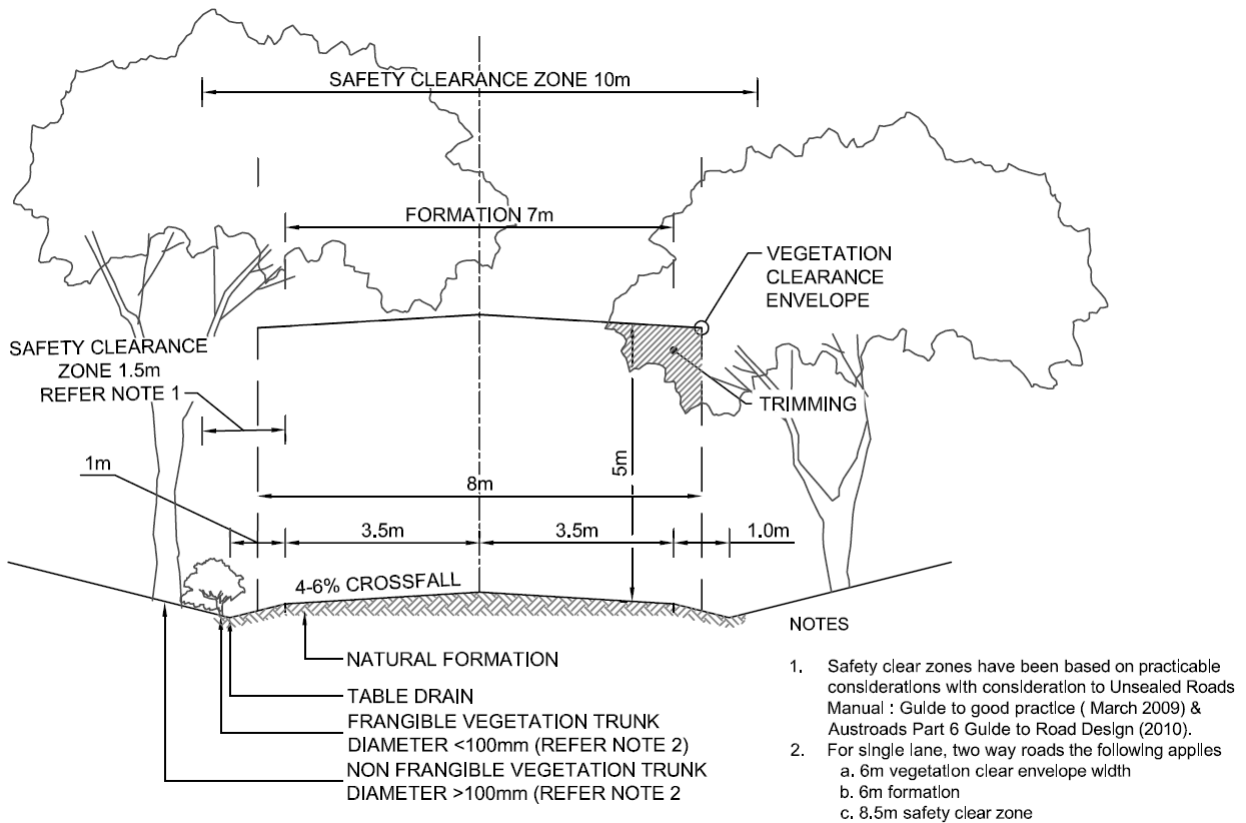 SAFETY CLEARANCE ZONE 10m
FORMATION 7m
VEGETATION
CLEARANCE
ENVELOPE
SAFETY CLEARANCE
ZONE 1.5m
REFER NOTE 1
TRIMMING
1m
5m
8m
3.5m
3.5m
1.0m
4-6% CROSSFALL
NATURAL FORMATION
TABLE DRAIN
FRANGIBLE VEGETATION TRUNK
DIAMETER <100mm (REFER NOTE 2)
NON FRANGIBLE VEGETATION TRUNK
DIAMETER >100mm (REFER NOTE 2
NOTES
1. Safety clear zones have been based on practicable
considerations with consideration to Unsealed Roads
Manual : Guide to good practice ( March 2009) &
Austroads Part 6 Guide to Road Design (2010).
2. For single lane, two way roads the following applies
a. 6m vegetation clear envelope width
b. 6m formation
c. 8.5m safety clear zone